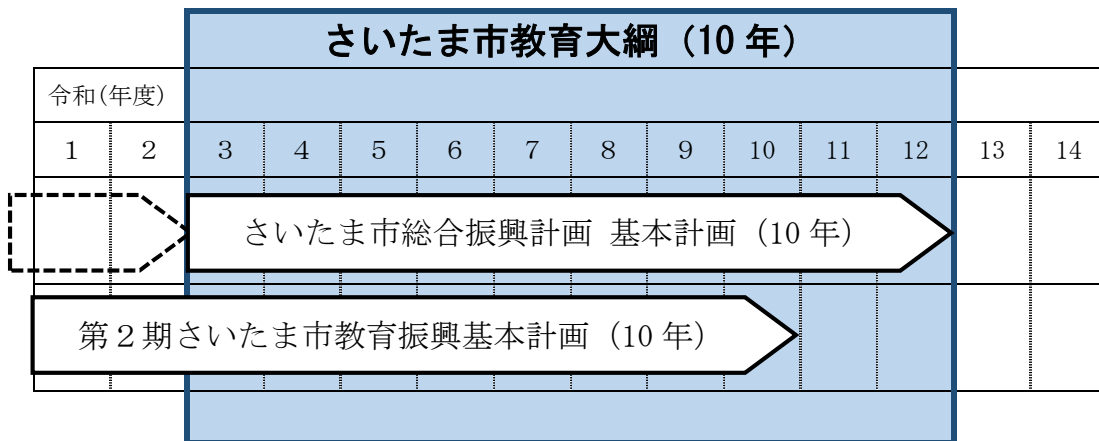 さいたま市教育大綱（10 年）
令和（年度）
1 2 3 4 5 6 7 8 9 10 11 12 13 14
さいたま市総合振興計画 基本計画（10 年）
第２期さいたま市教育振興基本計画（10 年）